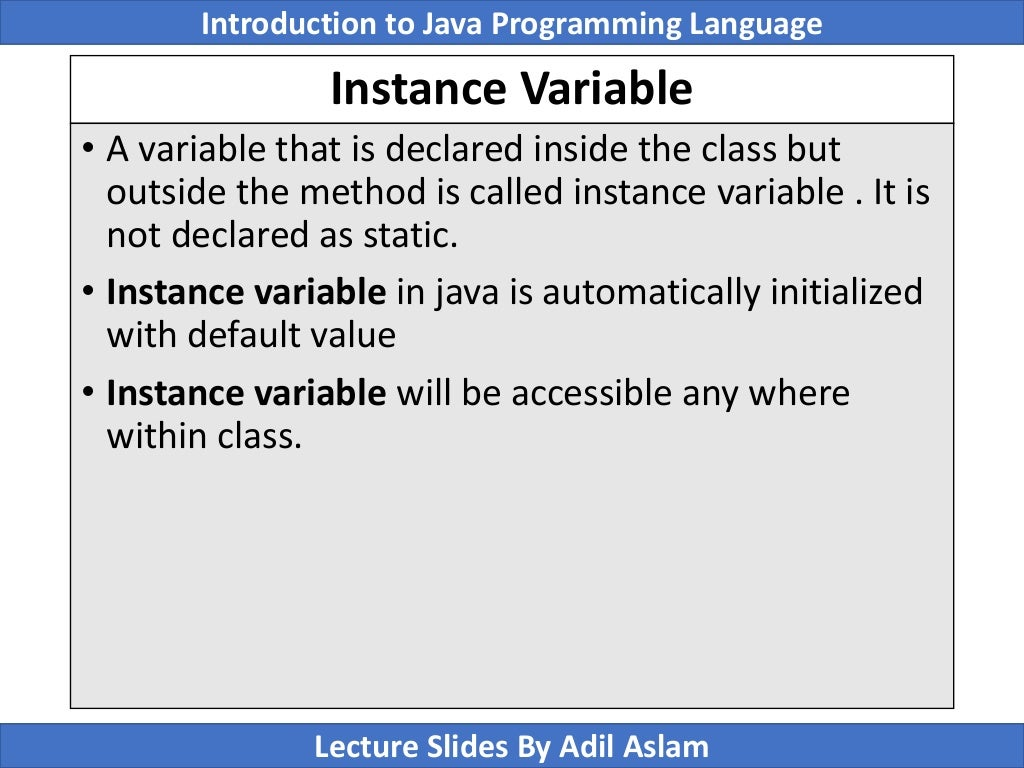 Introduction to Java Programming Language
Instance Variable
• A variable that is declared inside the class but
outside the method is called instance variable . It is
not declared as static.
• Instance variable in java is automatically initialized
with default value
• Instance variable will be accessible any where
within class.
Lecture Slides By Adil Aslam